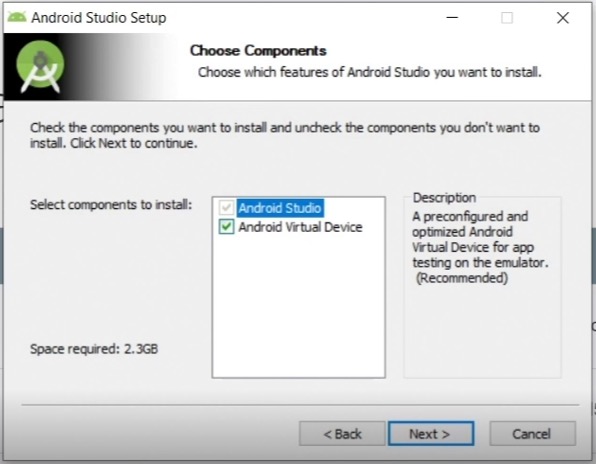 Android Studio Setup
Choose Components
Choose which features of Android Studio you want to install.
Check the components you want to install and uncheck the components you don't want to
install. Click Next to continue.
Select components to install:
Android Studio
Android Virtual Device
Description
A preconfigured and
optimized Android
Virtual Device for app
testing on the emulator.
(Recommended)
Space required: 2.3GB
< Back
Next >
Cancel